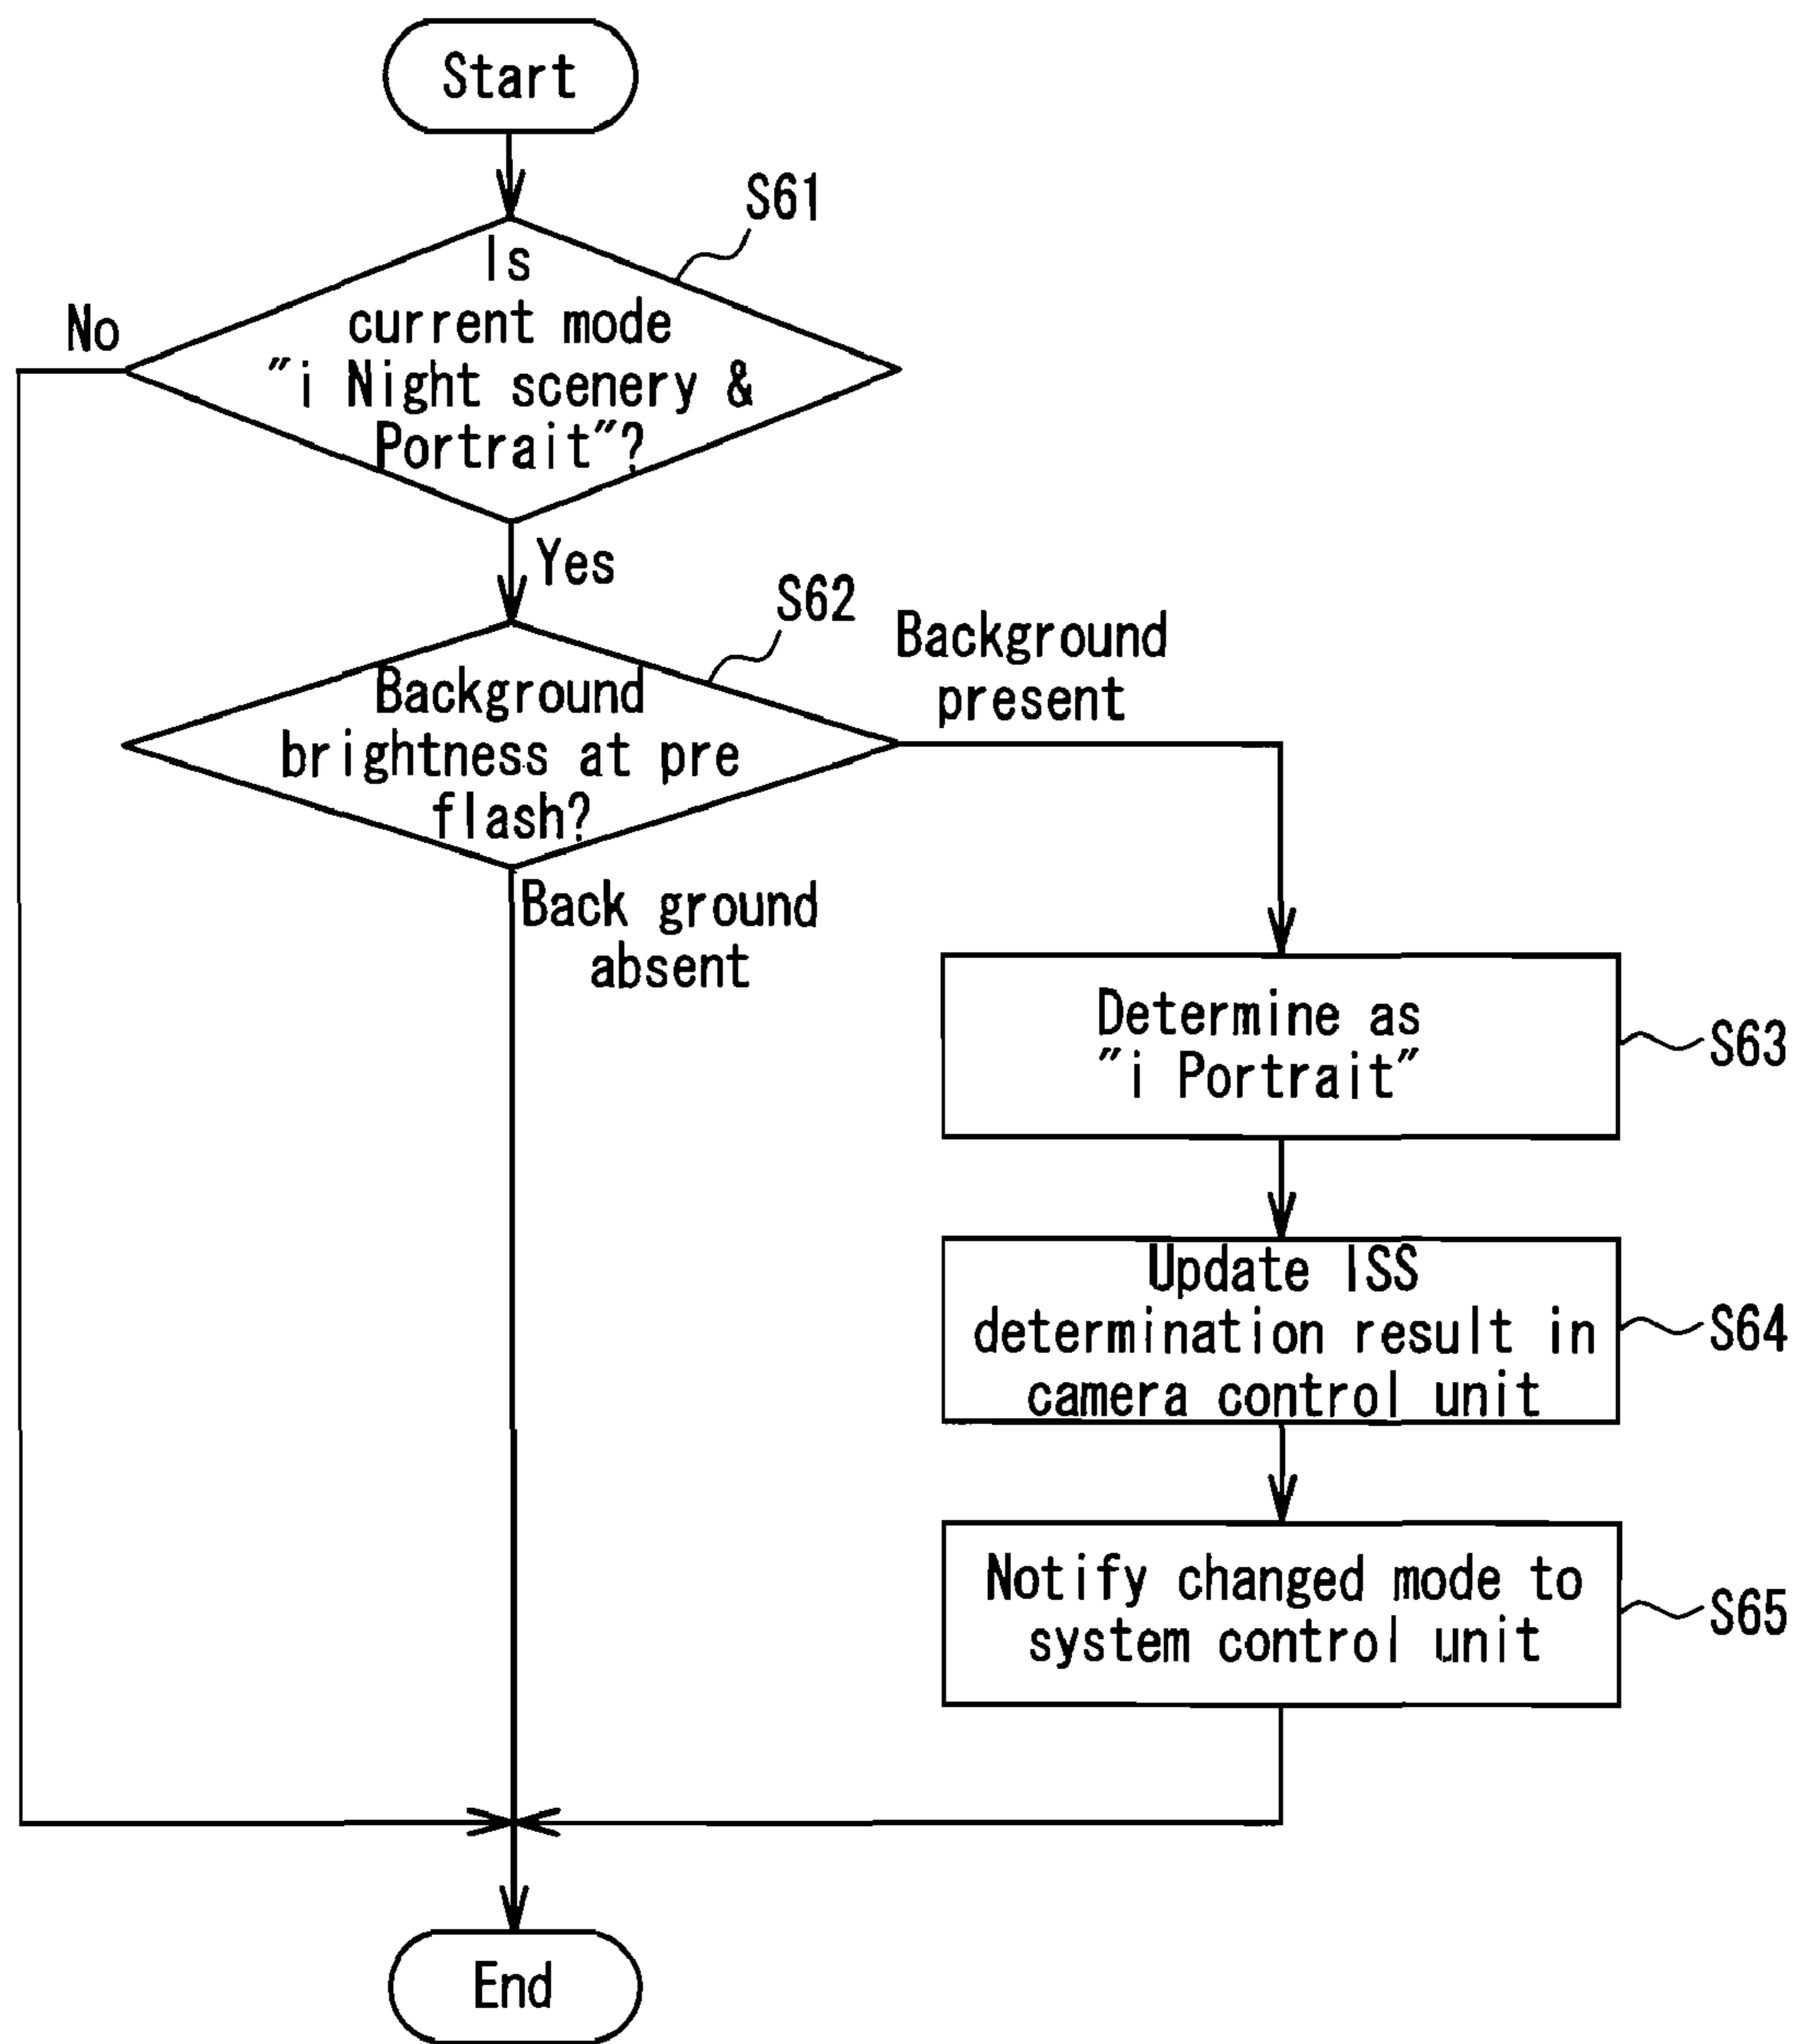 Start
S61
Is
current mode
"i Night scenery &
Portrait"?
No
Yes
S62
Background
brightness at pre
flash?
Background
present
Back ground
absent
Determine as
"i Portrait"
S63
Update ISS
determination result in
camera control unit
S64
Notify changed mode to
system control unit
S65
End